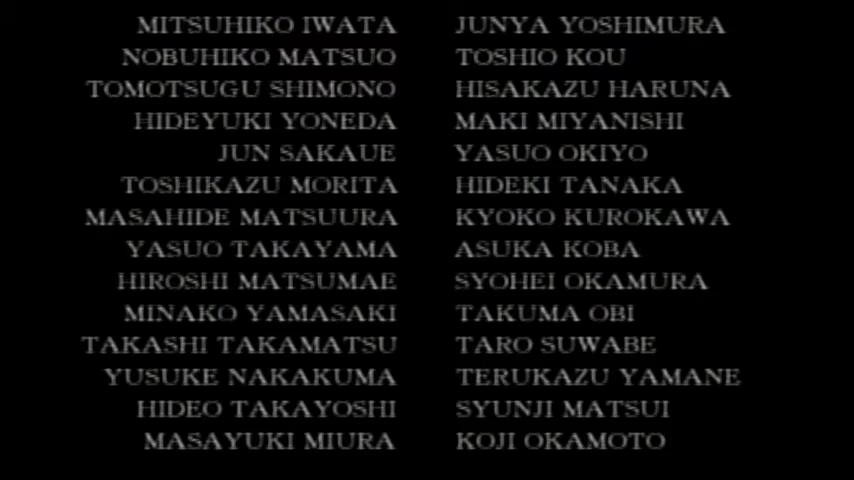 MITSUHIKO IWATA JUNYA YOSHIMURA
NOBUHIKO MATSUO TOSHIO KOU
TOMOTSUGU SHIMONO HISAKAZU HARUNA
HIDEYUKI YONEDA MAKI MIYANISHI
JUN SAKAUE YASUO OKIYO
TOSHIKAZU MORITA HIDEKI TANAKA
MASAHIDE MATSUURA KYOKO KUROKAWA
YASUO TAKAYAMA ASUKA KOBA
HIROSHI MATSUMAE SYOHEI OKAMURA
MINAKO YAMASAKI TAKUMA OBI
TAKASHI TAKAMATSU TARO SUWABE
YUSUKE NAKAKUMA TERUKAZU YAMANE
HIDEO TAKAYOSHI SYUNJI MATSUI
MASAYUKI MIURA KOJI OKAMOTO